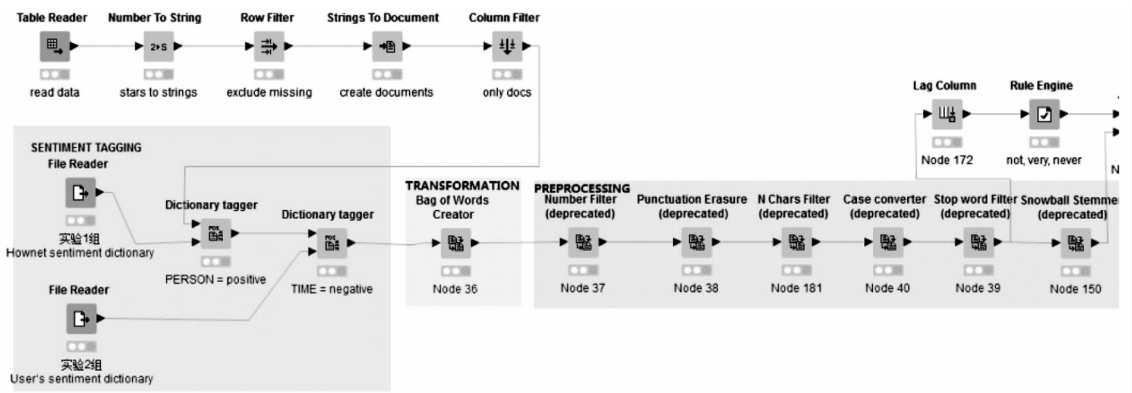 Table Reader
Number To String
Row Filter
Strings To Document
Column Filter
2▸S
read data
stars to strings
exclude missing
create documents
only docs
Lag Column
Rule Engine
Node 172
not, very, never
N
SENTIMENT TAGGING
File Reader
实验1组
Hownet sentiment dictionary
Dictionary tagger
POS
PERSON = positive
Dictionary tagger
POS
TIME = negative
File Reader
实验2组
User's sentiment dictionary
TRANSFORMATION
Bag of Words
Creator
Node 36
PREPROCESSING
Number Filter
(deprecated)
Node 37
Punctuation Erasure
(deprecated)
Node 38
N Chars Filter
(deprecated)
Node 181
Case converter
(deprecated)
Node 40
Stop word Filter
(deprecated)
Node 39
Snowball Stemme
(deprecated)
Node 150